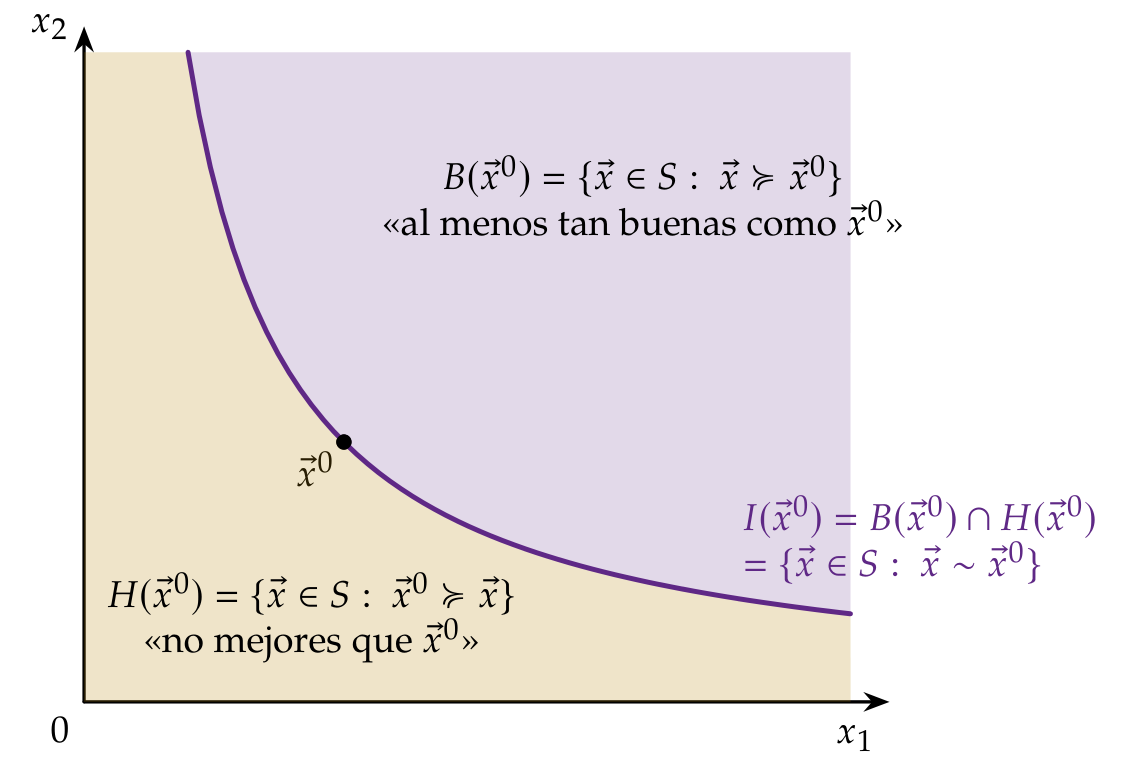 x₂
B(x⃗⁰) = {x⃗ ∈ S : x⃗ ≽ x⃗⁰}
«al menos tan buenas como x⃗⁰»
x⃗⁰
I(x⃗⁰) = B(x⃗⁰) ∩ H(x⃗⁰)
= {x⃗ ∈ S : x⃗ ∼ x⃗⁰}
H(x⃗⁰) = {x⃗ ∈ S : x⃗⁰ ≽ x⃗}
«no mejores que x⃗⁰»
0
x₁